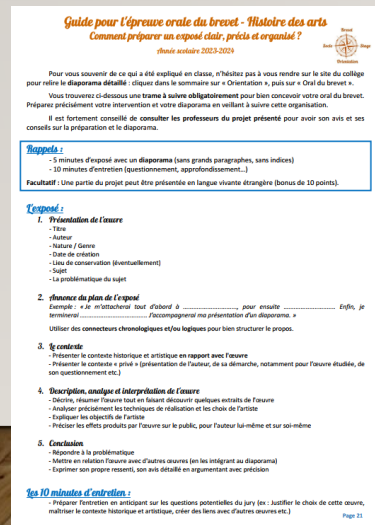 Guide pour l'épreuve orale du brevet - Histoire des arts
Comment préparer un exposé clair, précis et organisé ?
Année scolaire 2023-2024
Brevet
Stage
Orientation
Pour vous souvenir de ce qui a été expliqué en classe, n'hésitez pas à vous rendre sur le site du collège
pour relire le diaporama détaillé : cliquez dans le sommaire sur « Orientation », puis sur « Oral du brevet ».
Vous trouverez ci-dessous une trame à suivre obligatoirement pour bien concevoir votre oral du brevet.
Préparez précisément votre intervention et votre diaporama en veillant à suivre cette organisation.
Il est fortement conseillé de consulter les professeurs du projet présenté pour avoir son avis et ses
conseils sur la préparation et le diaporama.
Rappels :
- 5 minutes d'exposé avec un diaporama (sans grands paragraphes, sans indices)
- 10 minutes d'entretien (questionnement, approfondissement...)
Facultatif : Une partie du projet peut être présentée en langue vivante étrangère (bonus de 10 points).
L'exposé :
1. Présentation de l'œuvre
- Titre
- Auteur
- Nature / Genre
- Date de création
- Lieu de conservation (éventuellement)
- Sujet
- La problématique du sujet
2. Annonce du plan de l'exposé
Exemple : « Je m'attacherai tout d'abord à ........................, pour ensuite ........................ Enfin, je
terminerai ........................ J'accompagnerai ma présentation d'un diaporama. »
Utiliser des connecteurs chronologiques et/ou logiques pour bien structurer le propos.
3. Le contexte
- Présenter le contexte historique et artistique en rapport avec l'œuvre
- Présenter le contexte « privé » (présentation de l'auteur, de sa démarche, notamment pour l'œuvre étudiée, de
son questionnement etc.)
4. Description, analyse et interprétation de l'œuvre
- Décrire, résumer l'œuvre tout en faisant découvrir quelques extraits de l'œuvre
- Analyser précisément les techniques de réalisation et les choix de l'artiste
- Expliquer les objectifs de l'artiste
- Préciser les effets produits par l'œuvre sur le public, pour l'auteur lui-même et sur soi-même
5. Conclusion
- Répondre à la problématique
- Mettre en relation l'œuvre avec d'autres œuvres (en les intégrant au diaporama)
- Exprimer son propre ressenti, son avis détaillé en argumentant avec précision
Les 10 minutes d'entretien :
- Préparer l'entretien en anticipant sur les questions potentielles du jury (ex : Justifier le choix de cette œuvre,
maîtriser le contexte historique et artistique, créer des liens avec d'autres œuvres etc.)
Page 21